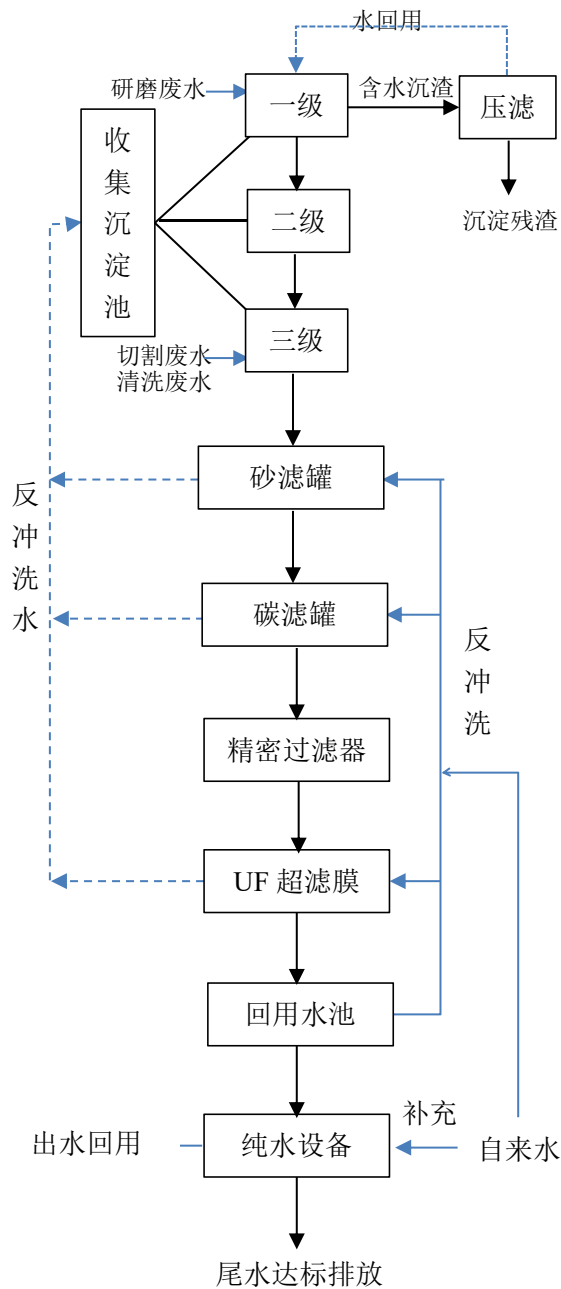 水回用
研磨废水
一级
含水沉渣
压滤
收集沉淀池
沉淀残渣
二级
三级
切割废水
清洗废水
砂滤罐
反冲洗水
碳滤罐
反冲洗
精密过滤器
UF 超滤膜
回用水池
补充
出水回用
纯水设备
自来水
尾水达标排放